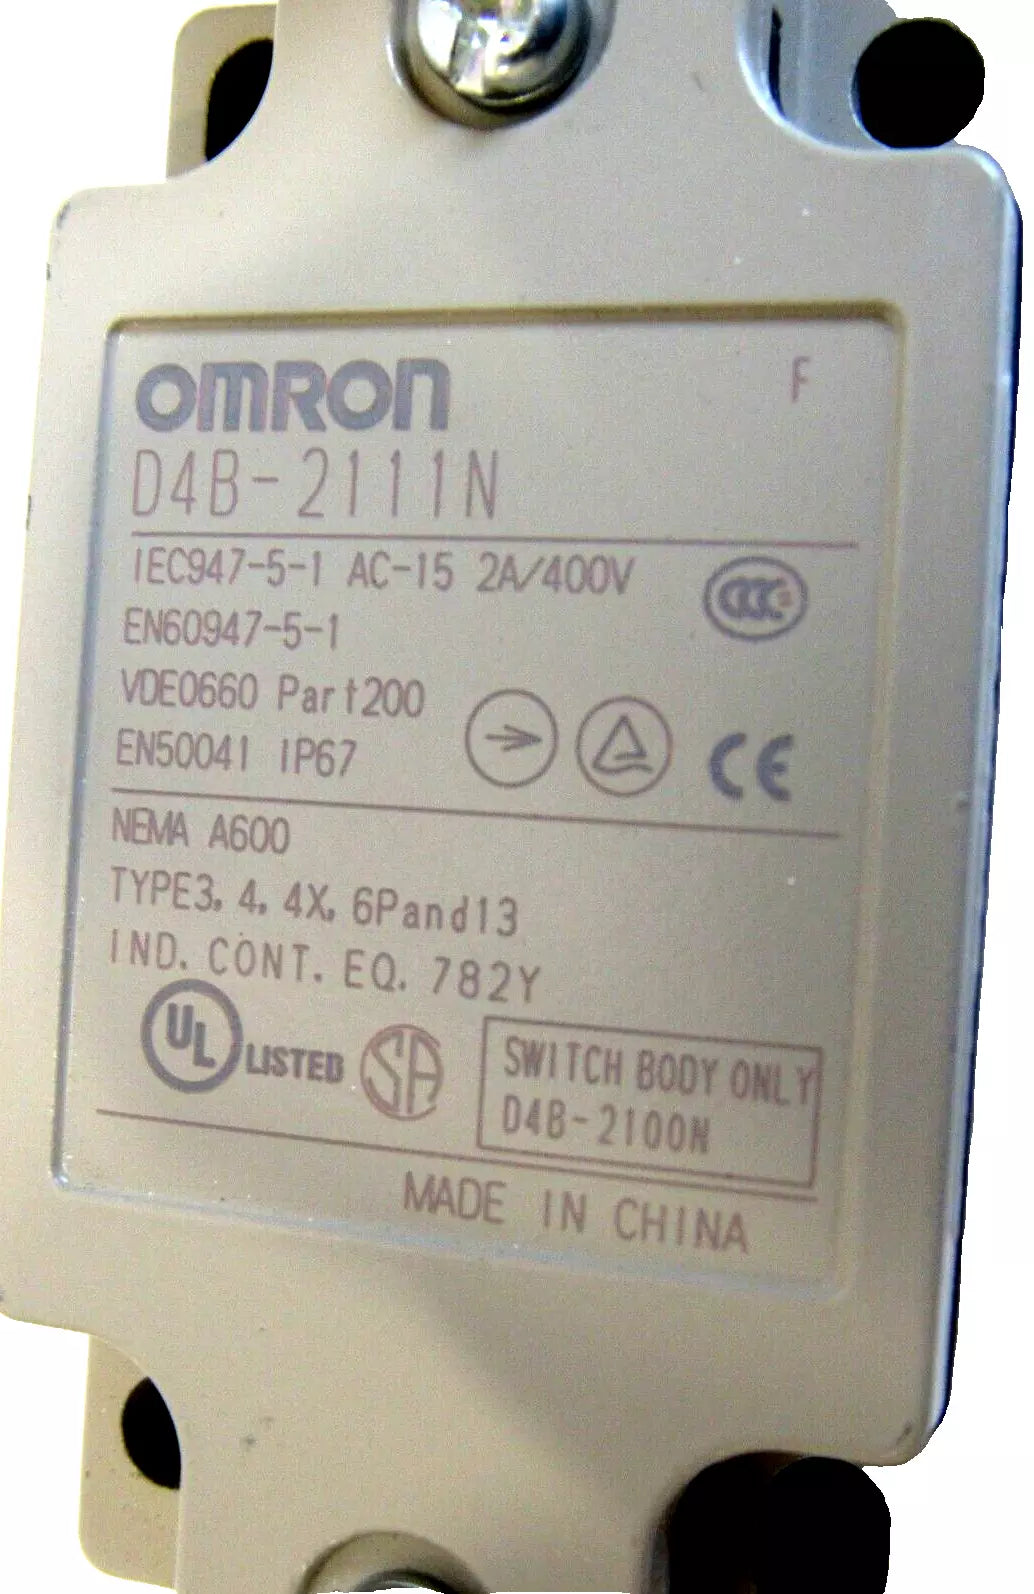 OMRON
F
D4B-2111N
IEC947-5-1 AC-15 2A/400V
CCC
EN60947-5-1
VDE0660 Part200
EN50041 IP67
CE
NEMA A600
TYPE3, 4, 4X, 6Pand13
IND. CONT. EQ. 782Y
UL LISTED
SA
SWITCH BODY ONLY
D4B-2100N
MADE IN CHINA